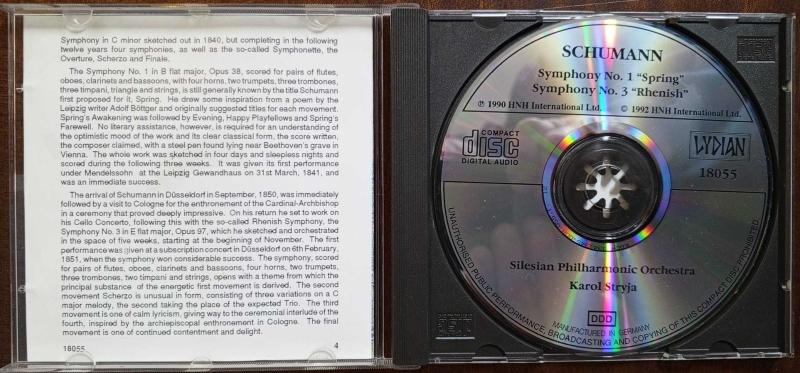 Symphony in C minor sketched out in 1840, but completing in the following
twelve years four symphonies, as well as the so-called Symphonette, the
Overture, Scherzo and Finale.
The Symphony No. 1 in B flat major, Opus 38, scored for pairs of flutes,
oboes, clarinets and bassoons, with four horns, two trumpets, three trombones,
three timpani, triangle and strings, is still generally known by the title Schumann
first proposed for it, Spring. He drew some inspiration from a poem by the
Leipzig writer Adolf Böttger and originally suggested titles for each movement.
Spring's Awakening was followed by Evening, Happy Playfellows and Spring's
Farewell. No literary assistance, however, is required for an understanding of
the optimistic mood of the work and its clear classical form, the score written,
the composer claimed, with a steel pen found lying near Beethoven's grave in
Vienna. The whole work was sketched in four days and sleepless nights and
scored during the following three weeks. It was given its first performance
under Mendelssohn at the Leipzig Gewandhaus on 31st March, 1841, and
was an immediate success.
The arrival of Schumann in Düsseldorf in September, 1850, was immediately
followed by a visit to Cologne for the enthronement of the Cardinal-Archbishop
in a ceremony that proved deeply impressive. On his return he set to work on
his Cello Concerto, following this with the so-called Rhenish Symphony, the
Symphony No. 3 in E flat major, Opus 97, which he sketched and orchestrated
in the space of five weeks, starting at the beginning of November. The first
performance was given at a subscription concert in Düsseldorf on 6th February,
1851, when the symphony won considerable success. The symphony, scored
for pairs of flutes, oboes, clarinets and bassoons, four horns, two trumpets,
three trombones, two timpani and strings, opens with a theme from which the
principal substance of the energetic first movement is derived. The second
movement Scherzo is unusual in form, consisting of three variations on a C
major melody, the second taking the place of the expected Trio. The third
movement is one of calm lyricism, giving way to the ceremonial interlude of the
fourth, inspired by the archiepiscopal enthronement in Cologne. The final
movement is one of continued contentment and delight.
18055 4
SCHUMANN
Symphony No. 1 "Spring"
Symphony No. 3 "Rhenish"
℗ 1990 HNH International Ltd. © 1992 HNH International Ltd.
COMPACT
disc
DIGITAL AUDIO
LYDIAN
18055
Silesian Philharmonic Orchestra
Karol Stryja
DDD
MANUFACTURED IN GERMANY
UNAUTHORISED PUBLIC PERFORMANCE, BROADCASTING AND COPYING OF THIS COMPACT DISC PROHIBITED